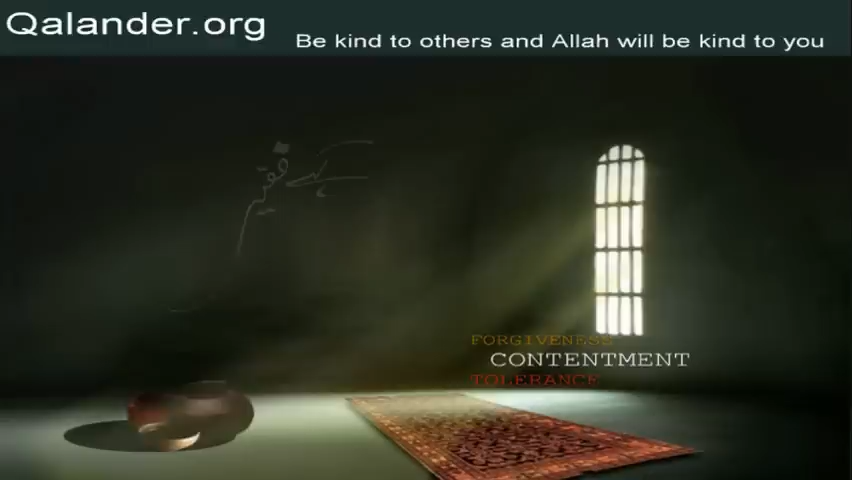 Qalander.org
Be kind to others and Allah will be kind to you
FORGIVENESS
CONTENTMENT
TOLERANCE